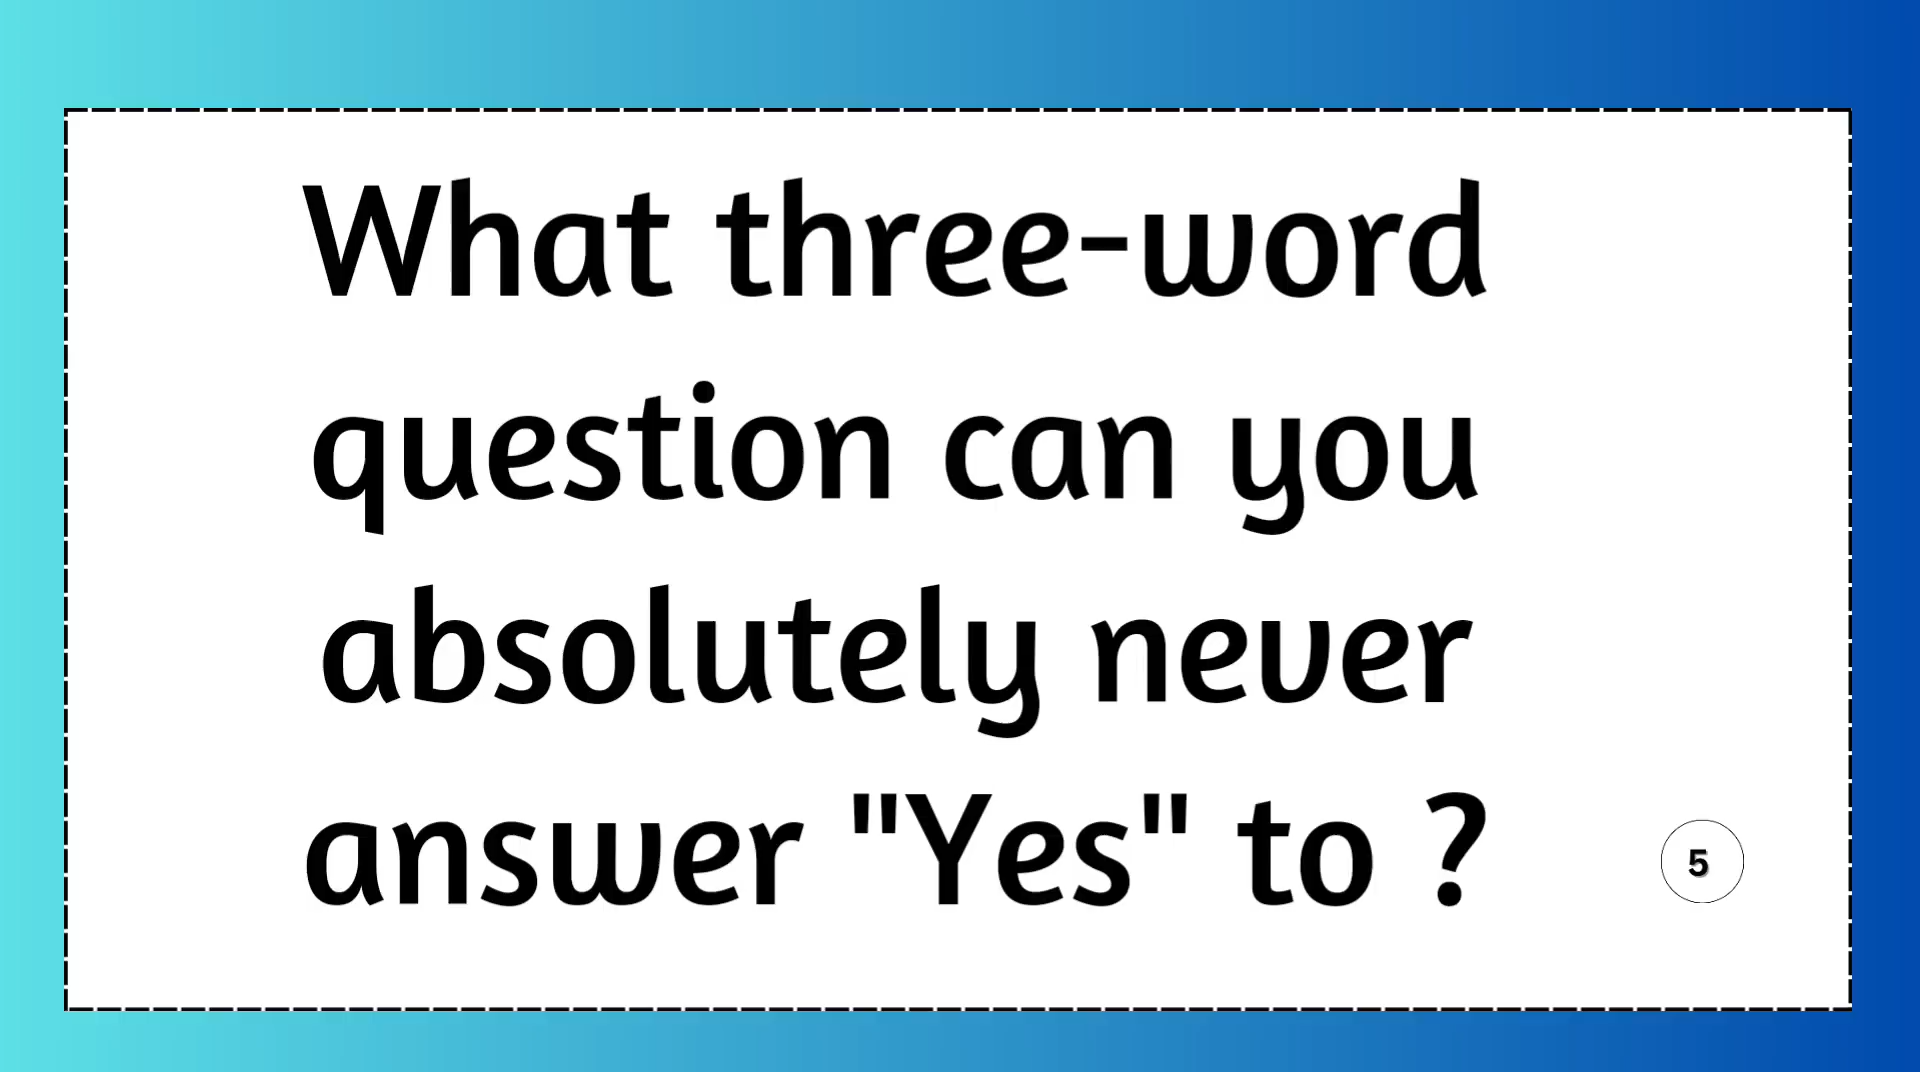 What three-word
question can you
absolutely never
answer "Yes" to ?
5